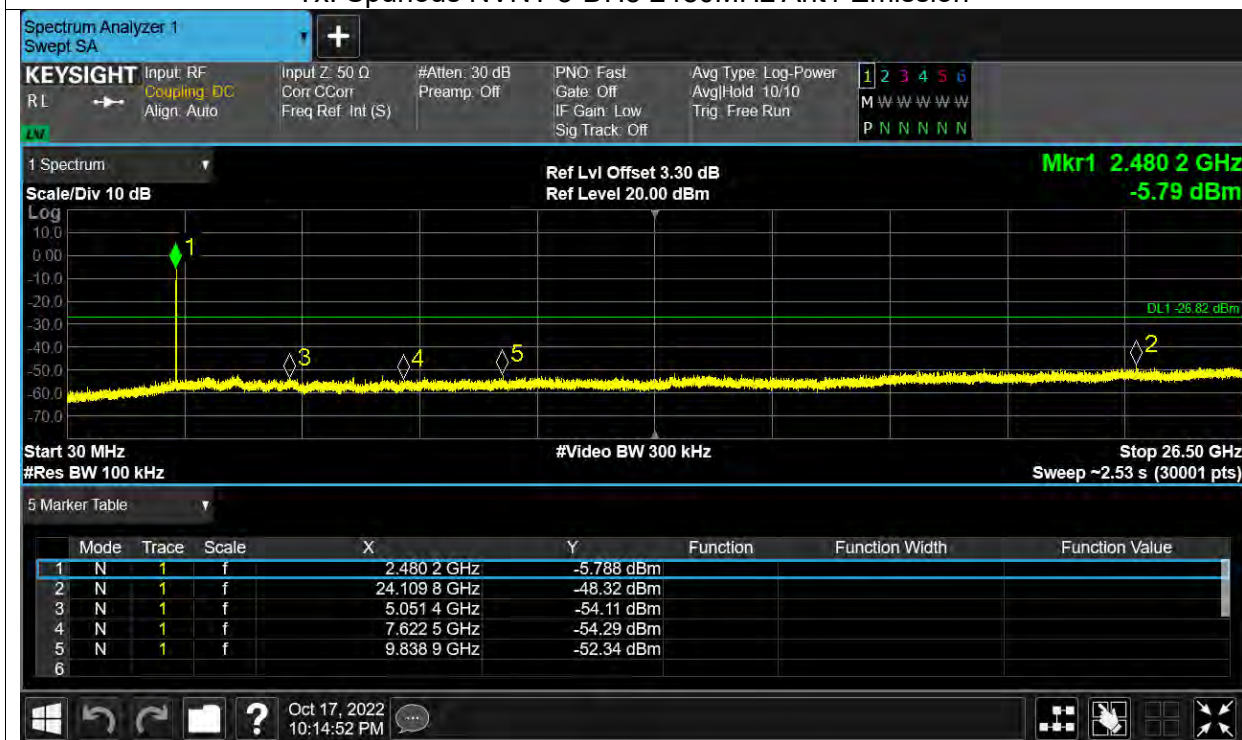 Tx. Spurious NVNT 3-DH5 2480MHz Ant1 Emission
Spectrum Analyzer 1
Swept SA
KEYSIGHT
RL
Input: RF
Coupling: DC
Align: Auto
Input Z: 50 Ω
Corr CCorr
Freq Ref: Int (S)
#Atten: 30 dB
Preamp: Off
PNO: Fast
Gate: Off
IF Gain: Low
Sig Track: Off
Avg Type: Log-Power
Avg|Hold: 10/10
Trig: Free Run
1 2 3 4 5 6
M W W W W W
P N N N N N
1 Spectrum
Scale/Div 10 dB
Ref Lvl Offset 3.30 dB
Ref Level 20.00 dBm
Mkr1 2.480 2 GHz
-5.79 dBm
Log
10.0
0.00
-10.0
-20.0
-30.0
-40.0
-50.0
-60.0
-70.0
1
3
4
5
2
DL1 -26.82 dBm
Start 30 MHz
#Res BW 100 kHz
#Video BW 300 kHz
Stop 26.50 GHz
Sweep ~2.53 s (30001 pts)
5 Marker Table
Mode Trace Scale X Y Function Function Width Function Value
1 N 1 f 2.480 2 GHz -5.788 dBm
2 N 1 f 24.109 8 GHz -48.32 dBm
3 N 1 f 5.051 4 GHz -54.11 dBm
4 N 1 f 7.622 5 GHz -54.29 dBm
5 N 1 f 9.838 9 GHz -52.34 dBm
6
?
Oct 17, 2022
10:14:52 PM